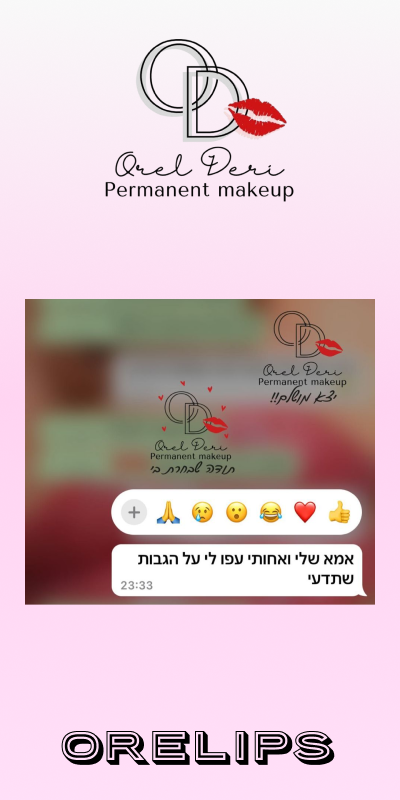 OD
Orel Deri
Permanent makeup
OD
Orel Deri
Permanent makeup
יצא מושלם!!
OD
Orel Deri
Permanent makeup
תודה שבחרת בי
אמא שלי ואחותי עפו לי על הגבות
שתדעי
23:33
ORELIPS